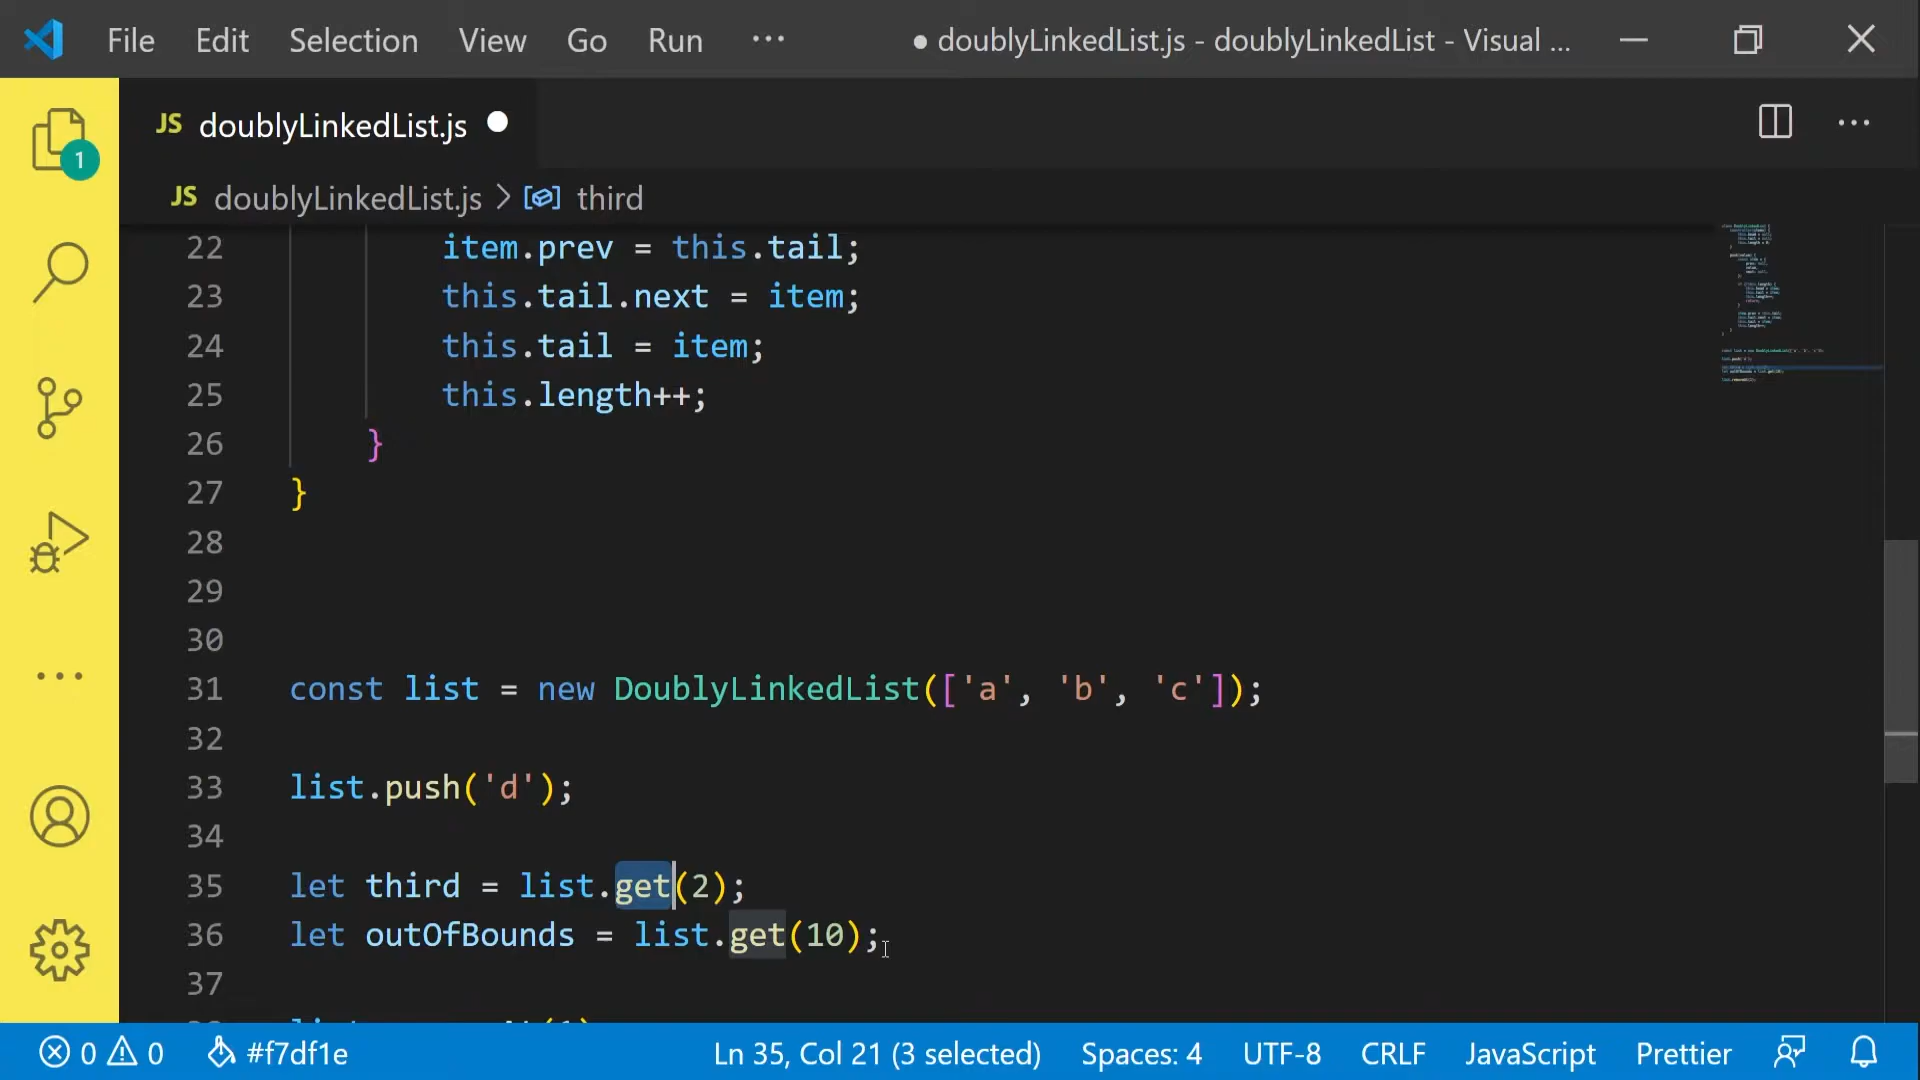 File Edit Selection View Go Run ··· ● doublyLinkedList.js - doublyLinkedList - Visual ...
JS doublyLinkedList.js ●
JS doublyLinkedList.js > third
1
22 item.prev = this.tail;
23 this.tail.next = item;
24 this.tail = item;
25 this.length++;
26 }
27 }
28
29
30
31 const list = new DoublyLinkedList(['a', 'b', 'c']);
32
33 list.push('d');
34
35 let third = list.get(2);
36 let outOfBounds = list.get(10);
37
0 0 #f7df1e Ln 35, Col 21 (3 selected) Spaces: 4 UTF-8 CRLF JavaScript Prettier